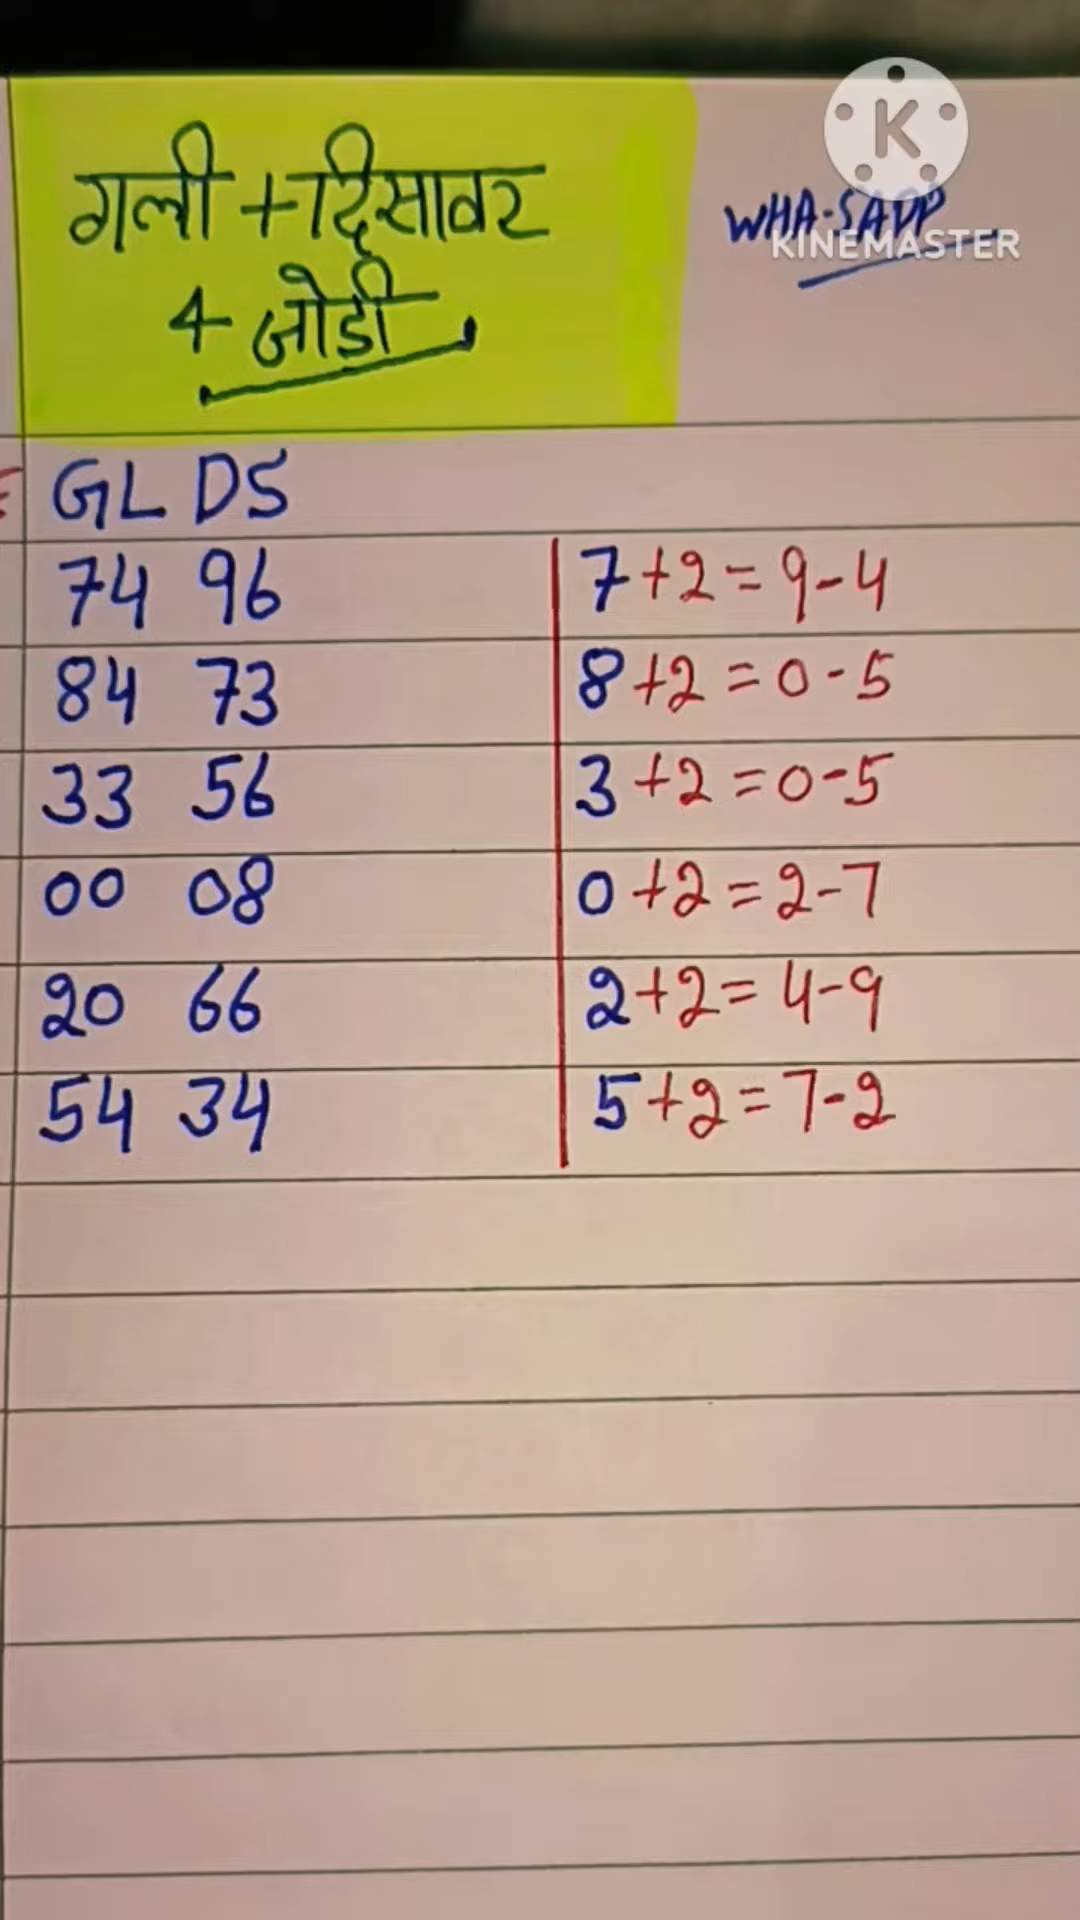 गली + दिसावर
4 जोडी
WHA·SAPP
KINEMASTER
GL DS
74 96 7+2=9-4
84 73 8+2=0-5
33 56 3+2=0-5
00 08 0+2=2-7
20 66 2+2=4-9
54 34 5+2=7-2